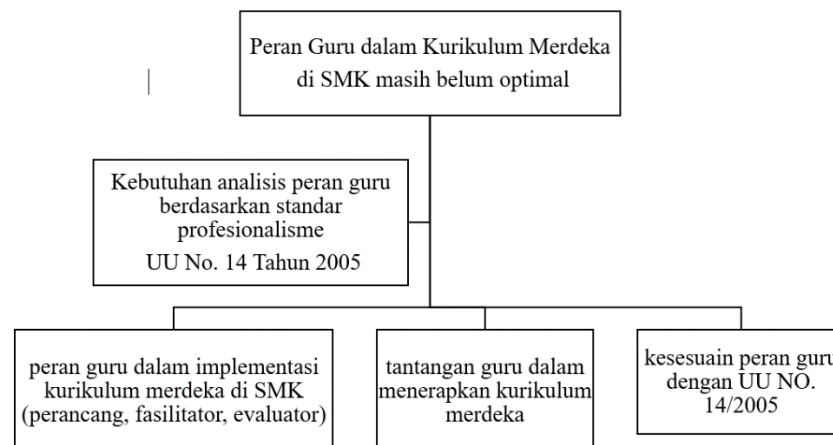 Peran Guru dalam Kurikulum Merdeka
di SMK masih belum optimal
Kebutuhan analisis peran guru
berdasarkan standar
profesionalisme
UU No. 14 Tahun 2005
peran guru dalam implementasi
kurikulum merdeka di SMK
(perancang, fasilitator, evaluator)
tantangan guru dalam
menerapkan kurikulum
merdeka
kesesuain peran guru
dengan UU NO.
14/2005